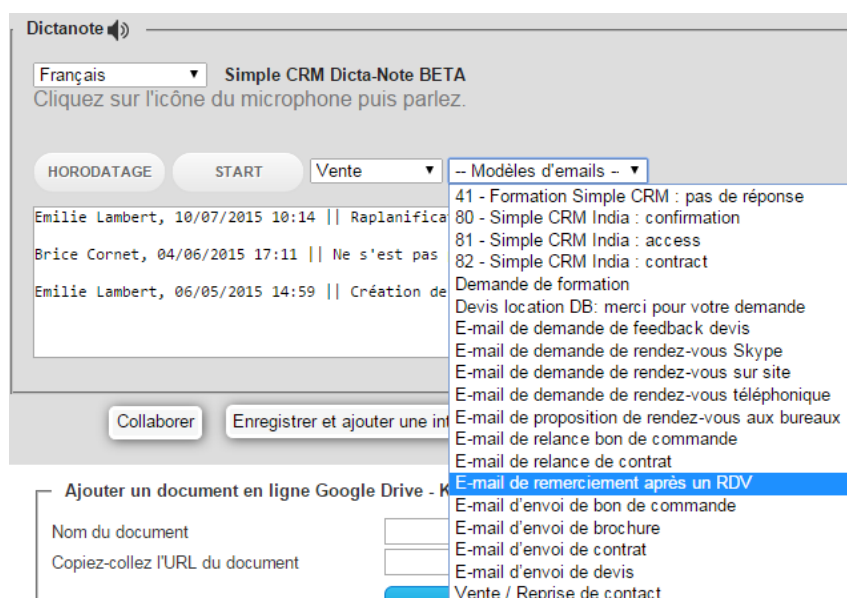 Dictanote
Français Simple CRM Dicta-Note BETA
Cliquez sur l'icône du microphone puis parlez.
HORODATAGE START Vente -- Modèles d'emails --
41 - Formation Simple CRM : pas de réponse
80 - Simple CRM India : confirmation
81 - Simple CRM India : access
82 - Simple CRM India : contract
Demande de formation
Devis location DB: merci pour votre demande
E-mail de demande de feedback devis
E-mail de demande de rendez-vous Skype
E-mail de demande de rendez-vous sur site
E-mail de demande de rendez-vous téléphonique
E-mail de proposition de rendez-vous aux bureaux
E-mail de relance bon de commande
E-mail de relance de contrat
E-mail de remerciement après un RDV
E-mail d'envoi de bon de commande
E-mail d'envoi de brochure
E-mail d'envoi de contrat
E-mail d'envoi de devis
Vente / Reprise de contact
Emilie Lambert, 10/07/2015 10:14 || Raplanifica
Brice Cornet, 04/06/2015 17:11 || Ne s'est pas
Emilie Lambert, 06/05/2015 14:59 || Création de
Collaborer Enregistrer et ajouter une int
Ajouter un document en ligne Google Drive - K
Nom du document
Copiez-collez l'URL du document